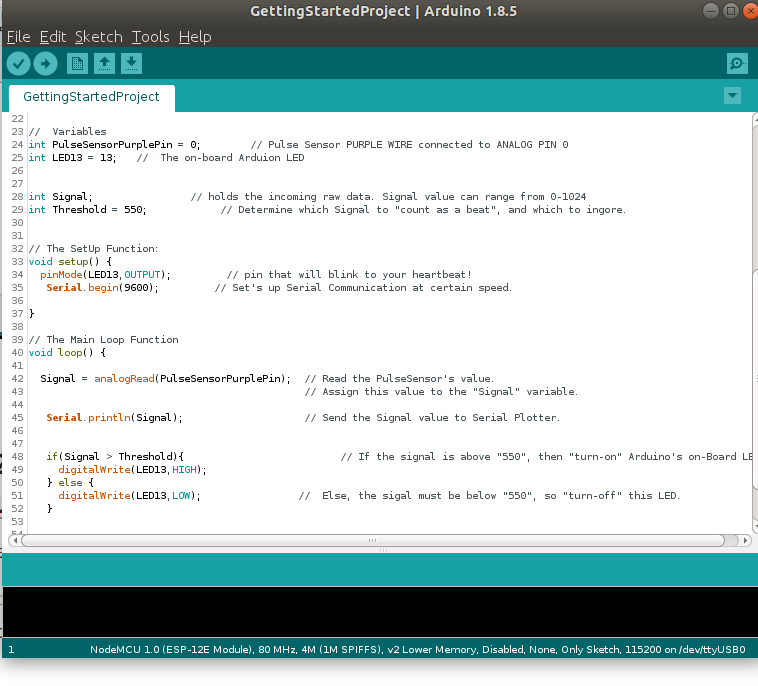 GettingStartedProject | Arduino 1.8.5
File Edit Sketch Tools Help
GettingStartedProject
22
23 //  Variables
24 int PulseSensorPurplePin = 0;        // Pulse Sensor PURPLE WIRE connected to ANALOG PIN 0
25 int LED13 = 13;   //  The on-board Arduion LED
26
27
28 int Signal;                // holds the incoming raw data. Signal value can range from 0-1024
29 int Threshold = 550;            // Determine which Signal to "count as a beat", and which to ingore.
30
31
32 // The SetUp Function:
33 void setup() {
34   pinMode(LED13,OUTPUT);         // pin that will blink to your heartbeat!
35    Serial.begin(9600);         // Set's up Serial Communication at certain speed.
36
37 }
38
39 // The Main Loop Function
40 void loop() {
41
42   Signal = analogRead(PulseSensorPurplePin);  // Read the PulseSensor's value.
43                                               // Assign this value to the "Signal" variable.
44
45    Serial.println(Signal);                    // Send the Signal value to Serial Plotter.
46
47
48    if(Signal > Threshold){                          // If the signal is above "550", then "turn-on" Arduino's on-Board LE
49      digitalWrite(LED13,HIGH);
50    } else {
51      digitalWrite(LED13,LOW);                //  Else, the sigal must be below "550", so "turn-off" this LED.
52    }
53
54
1 NodeMCU 1.0 (ESP-12E Module), 80 MHz, 4M (1M SPIFFS), v2 Lower Memory, Disabled, None, Only Sketch, 115200 on /dev/ttyUSB0